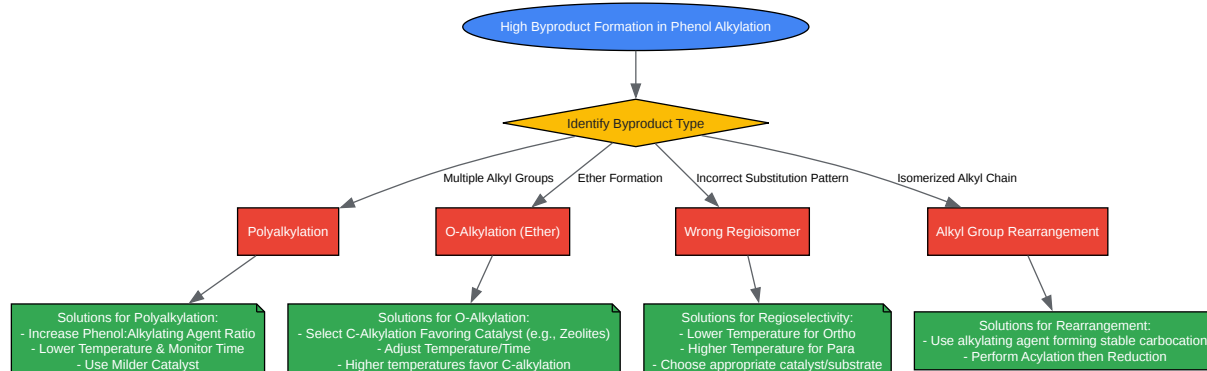 High Byproduct Formation in Phenol Alkylation
Identify Byproduct Type
Multiple Alkyl Groups
Ether Formation
Incorrect Substitution Pattern
Isomerized Alkyl Chain
Polyalkylation
O-Alkylation (Ether)
Wrong Regioisomer
Alkyl Group Rearrangement
Solutions for Polyalkylation:
- Increase Phenol:Alkylating Agent Ratio
- Lower Temperature & Monitor Time
- Use Milder Catalyst
Solutions for O-Alkylation:
- Select C-Alkylation Favoring Catalyst (e.g., Zeolites)
- Adjust Temperature/Time
- Higher temperatures favor C-alkylation
Solutions for Regioselectivity:
- Lower Temperature for Ortho
- Higher Temperature for Para
- Choose appropriate catalyst/substrate
Solutions for Rearrangement:
- Use alkylating agent forming stable carbocation
- Perform Acylation then Reduction